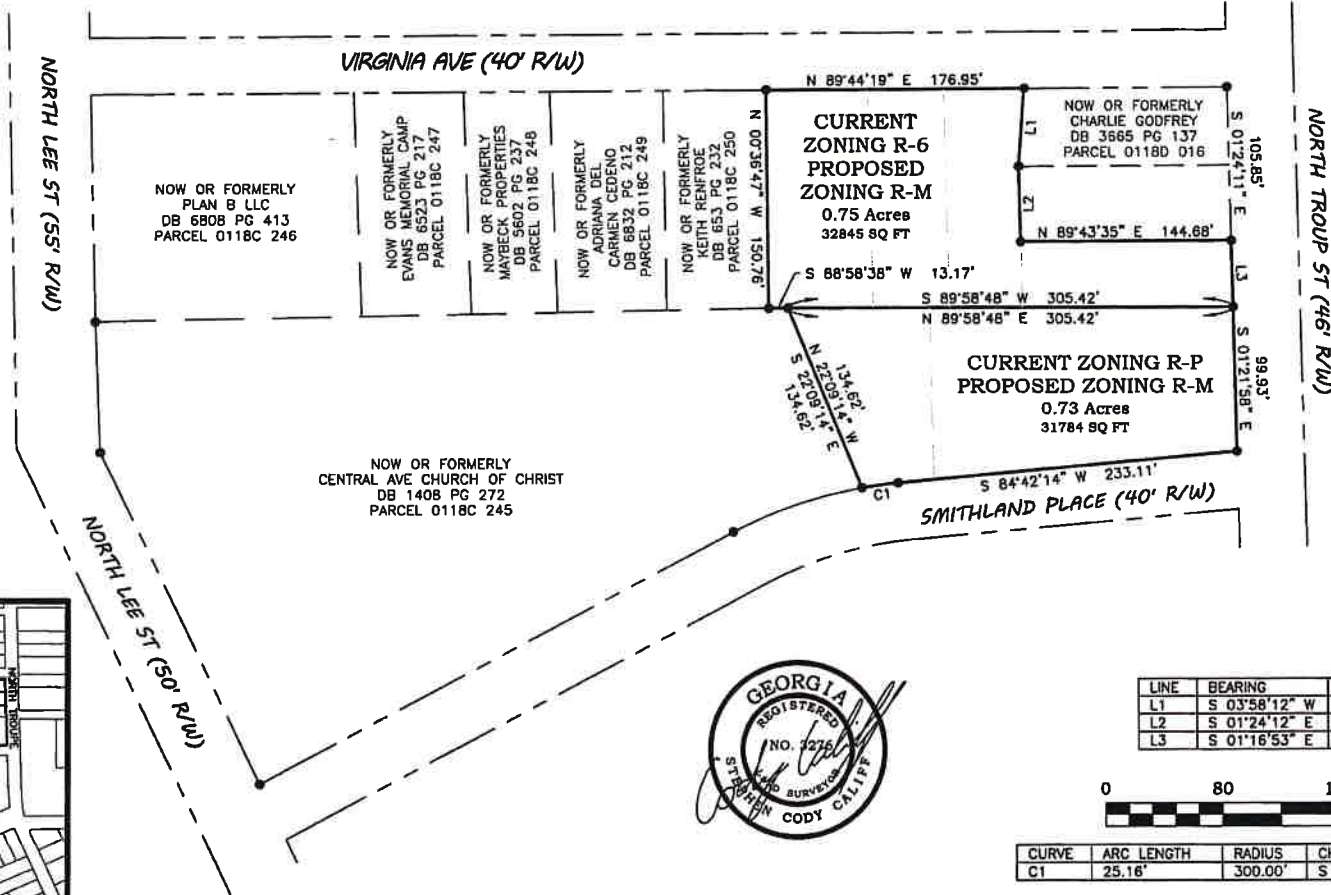 VIRGINIA AVE (40' R/W)
NORTH LEE ST (55' R/W)
NORTH TROUP ST (46' R/W)
N 89°44'19" E 176.95'
NOW OR FORMERLY
PLAN B LLC
DB 6808 PG 413
PARCEL 0118C 246
NOW OR FORMERLY
EVANS MEMORIAL CAMP
DB 6523 PG 217
PARCEL 0118C 247
NOW OR FORMERLY
MAYBECK PROPERTIES
DB 5602 PG 237
PARCEL 0118C 248
NOW OR FORMERLY
ADRIANA DEL
CARMEN CEDENO
DB 6832 PG 212
PARCEL 0118C 249
NOW OR FORMERLY
KEITH RENFROE
DB 653 PG 232
PARCEL 0118C 250
N 00°36'47" W 150.76'
CURRENT
ZONING R-6
PROPOSED
ZONING R-M
0.75 Acres
32845 SQ FT
L1
L2
NOW OR FORMERLY
CHARLIE GODFREY
DB 3665 PG 137
PARCEL 0118D 016
105.85'
S 01°24'11" E
N 89°43'35" E 144.68'
L3
S 88°58'38" W 13.17'
S 89°58'48" W 305.42'
N 89°58'48" E 305.42'
134.62'
N 22°09'14" W
S 22°09'14" E
134.62'
CURRENT ZONING R-P
PROPOSED ZONING R-M
0.73 Acres
31784 SQ FT
99.93'
S 01°21'58" E
C1
S 84°42'14" W 233.11'
SMITHLAND PLACE (40' R/W)
NOW OR FORMERLY
CENTRAL AVE CHURCH OF CHRIST
DB 1408 PG 272
PARCEL 0118C 245
NORTH LEE ST (50' R/W)
NORTH TROUPE
GEORGIA
REGISTERED
NO. 3276
LAND SURVEYOR
STEPHEN CODY CALIFF
LINE BEARING
L1 S 03°58'12" W
L2 S 01°24'12" E
L3 S 01°16'53" E
0 80 1
CURVE ARC LENGTH RADIUS CH
C1 25.16' 300.00' S